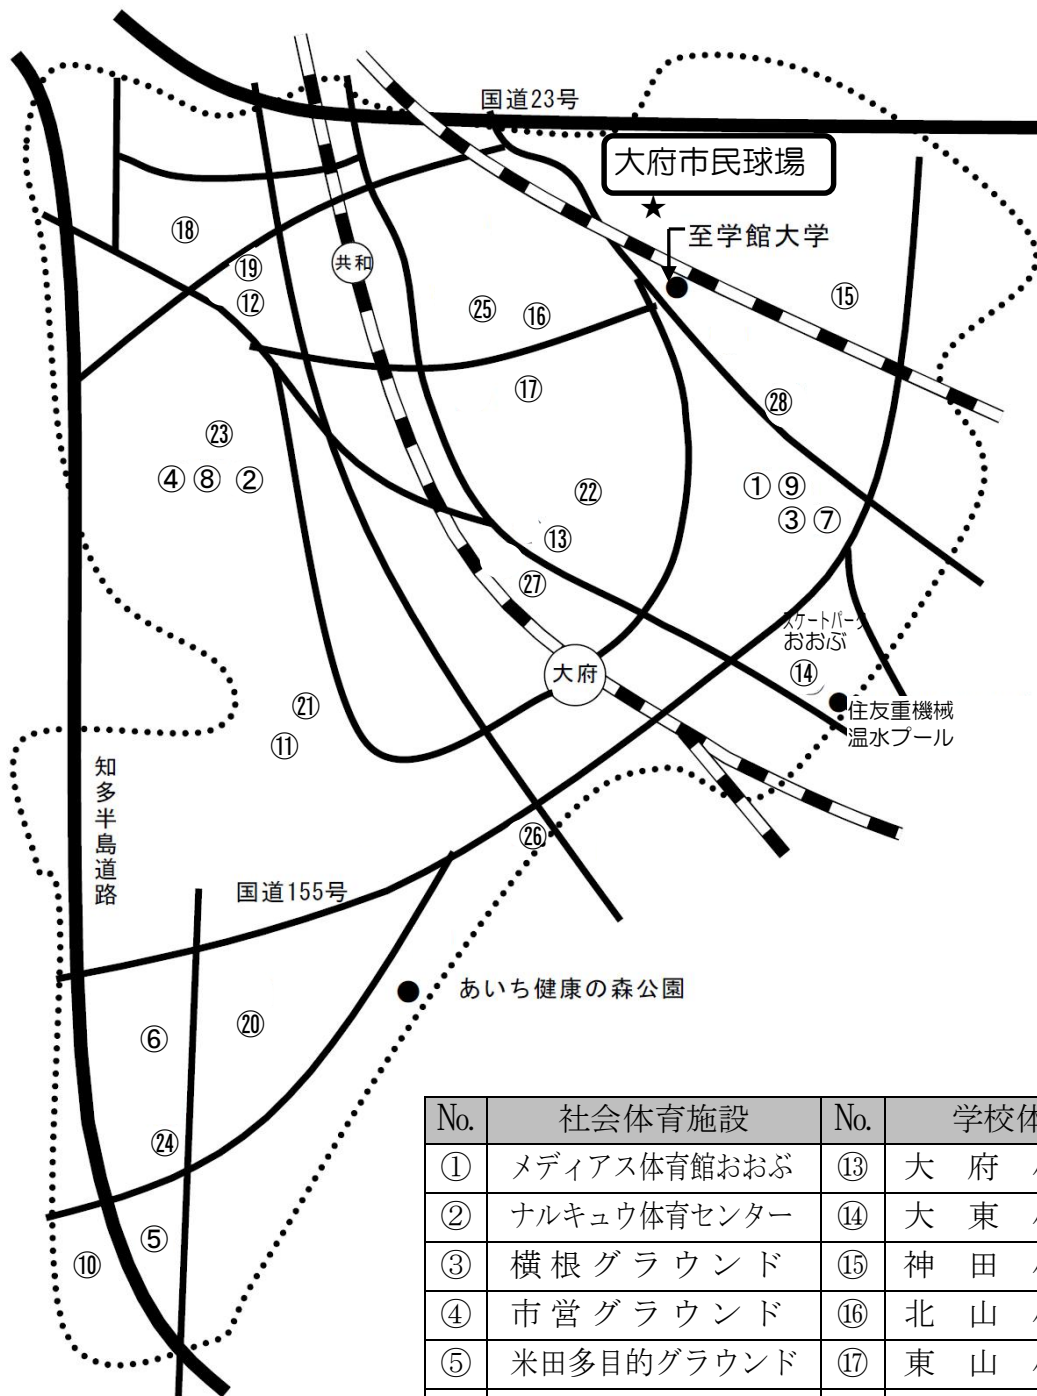 国道23号
大府市民球場
★
至学館大学
共和
⑱
⑲
⑫
㉕ ⑯
⑮
⑰
㉘
㉓
④ ⑧ ②
㉒
① ⑨
③ ⑦
⑬
㉗
スケートパーク
おおぶ
⑭
大府
住友重機械
温水プール
㉑
⑪
知多半島道路
㉖
国道155号
あいち健康の森公園
⑥
⑳
㉔
⑤
⑩
No. 社会体育施設 No. 学校体
① メディアス体育館おおぶ ⑬ 大 府
② ナルキュウ体育センター ⑭ 大 東
③ 横根グラウンド ⑮ 神 田
④ 市営グラウンド ⑯ 北 山
⑤ 米田多目的グラウンド ⑰ 東 山